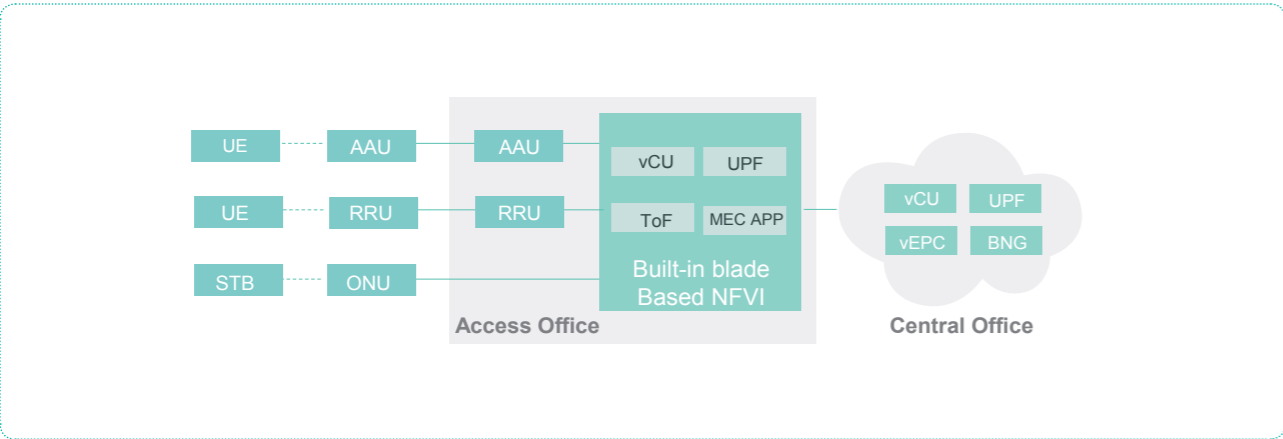 UE
AAU
AAU
vCU
UPF
UE
RRU
RRU
ToF
MEC APP
STB
ONU
Built-in blade
Based NFVI
Access Office
vCU
UPF
vEPC
BNG
Central Office